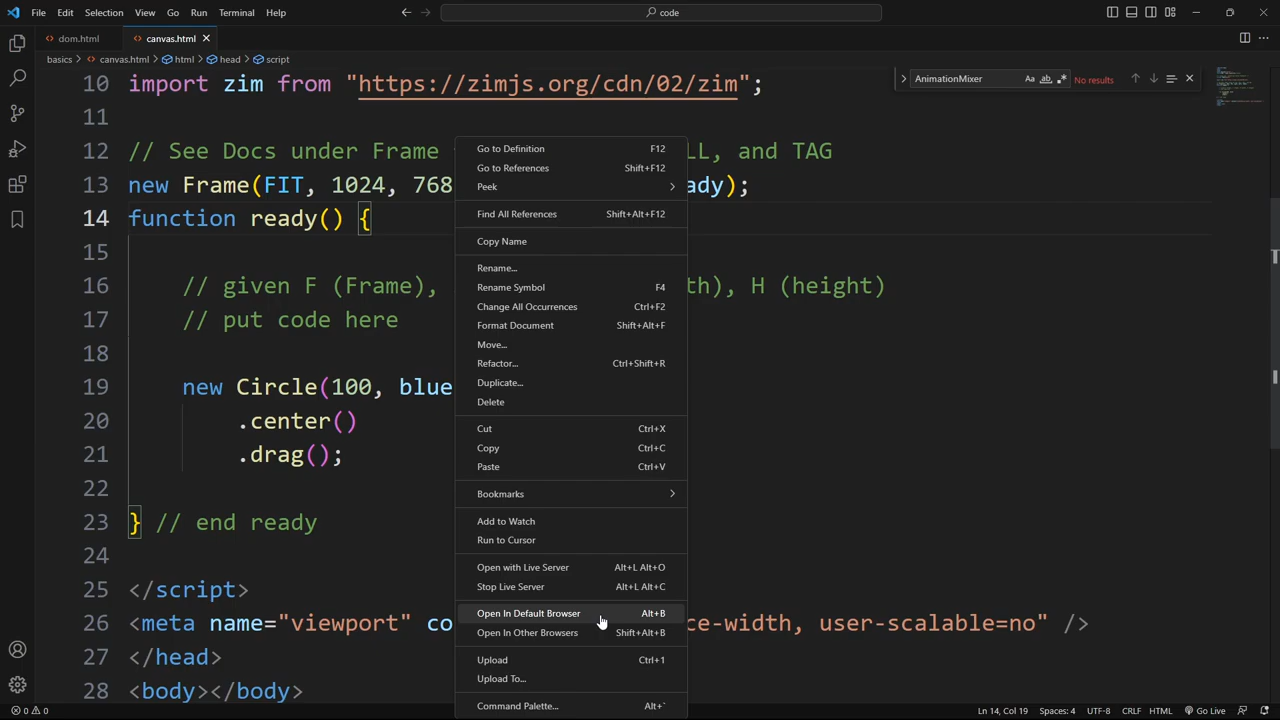 File Edit Selection View Go Run Terminal Help
code
dom.html canvas.html
basics canvas.html html head script
AnimationMixer Aa ab .* No results
10 import zim from "https://zimjs.org/cdn/02/zim";
11
12 // See Docs under Frame LL, and TAG
13 new Frame(FIT, 1024, 768 ady);
14 function ready() {
15
16 // given F (Frame), th), H (height)
17 // put code here
18
19 new Circle(100, blue
20 .center()
21 .drag();
22
23 } // end ready
24
25 </script>
26 <meta name="viewport" co ce-width, user-scalable=no" />
27 </head>
28 <body></body>
Go to Definition F12
Go to References Shift+F12
Peek
Find All References Shift+Alt+F12
Copy Name
Rename...
Rename Symbol F4
Change All Occurrences Ctrl+F2
Format Document Shift+Alt+F
Move...
Refactor... Ctrl+Shift+R
Duplicate...
Delete
Cut Ctrl+X
Copy Ctrl+C
Paste Ctrl+V
Bookmarks
Add to Watch
Run to Cursor
Open with Live Server Alt+L Alt+O
Stop Live Server Alt+L Alt+C
Open In Default Browser Alt+B
Open In Other Browsers Shift+Alt+B
Upload Ctrl+1
Upload To...
Command Palette... Alt+`
0 0 Ln 14, Col 19 Spaces: 4 UTF-8 CRLF HTML Go Live